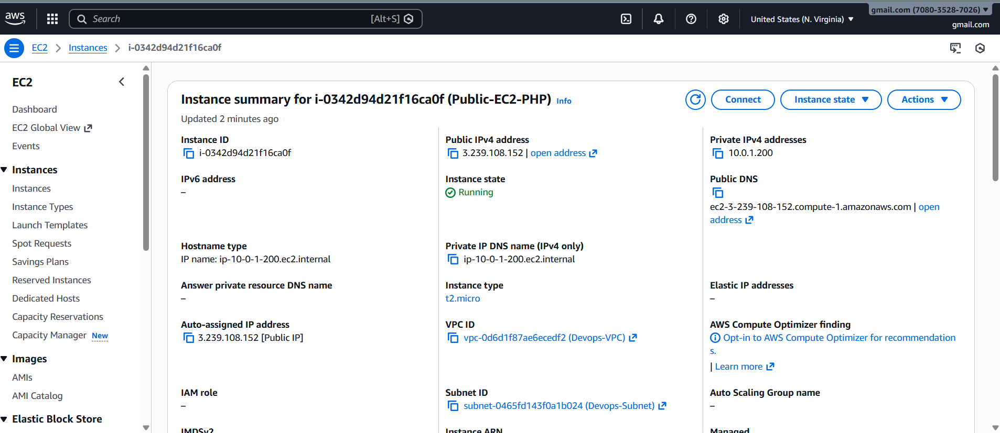 aws
Search [Alt+S]
United States (N. Virginia)
gmail.com (7080-3528-7026)
gmail.com
EC2 Instances i-0342d94d21f16ca0f
EC2
Dashboard
EC2 Global View
Events
Instances
Instances
Instance Types
Launch Templates
Spot Requests
Savings Plans
Reserved Instances
Dedicated Hosts
Capacity Reservations
Capacity Manager New
Images
AMIs
AMI Catalog
Elastic Block Store
Instance summary for i-0342d94d21f16ca0f (Public-EC2-PHP) Info
Updated 2 minutes ago
Connect
Instance state
Actions
Instance ID
i-0342d94d21f16ca0f
Public IPv4 address
3.239.108.152 | open address
Private IPv4 addresses
10.0.1.200
IPv6 address
–
Instance state
Running
Public DNS
ec2-3-239-108-152.compute-1.amazonaws.com | open
address
Hostname type
IP name: ip-10-0-1-200.ec2.internal
Private IP DNS name (IPv4 only)
ip-10-0-1-200.ec2.internal
Answer private resource DNS name
–
Instance type
t2.micro
Elastic IP addresses
–
Auto-assigned IP address
3.239.108.152 [Public IP]
VPC ID
vpc-0d6d1f87ae6ecedf2 (Devops-VPC)
AWS Compute Optimizer finding
Opt-in to AWS Compute Optimizer for recommendation
s.
| Learn more
IAM role
–
Subnet ID
subnet-0465fd143f0a1b024 (Devops-Subnet)
Auto Scaling Group name
–
IMDSv2
Instance ARN
Managed